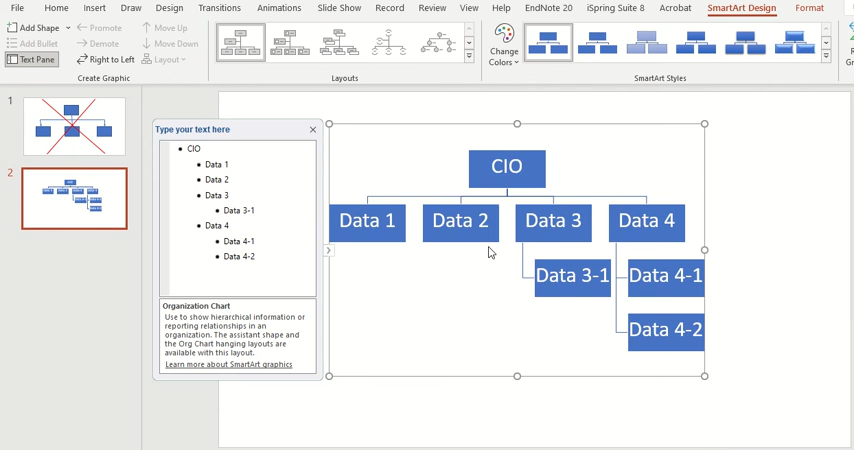 File Home Insert Draw Design Transitions Animations Slide Show Record Review View Help EndNote 20 iSpring Suite 8 Acrobat SmartArt Design Format
Add Shape Promote Move Up
Add Bullet Demote Move Down
Text Pane Right to Left Layout
Create Graphic
Layouts
Change
Colors
SmartArt Styles
1
2
Type your text here
CIO
Data 1
Data 2
Data 3
Data 3-1
Data 4
Data 4-1
Data 4-2
Organization Chart
Use to show hierarchical information or
reporting relationships in an
organization. The assistant shape and
the Org Chart hanging layouts are
available with this layout.
Learn more about SmartArt graphics
CIO
Data 1 Data 2 Data 3 Data 4
Data 3-1 Data 4-1
Data 4-2